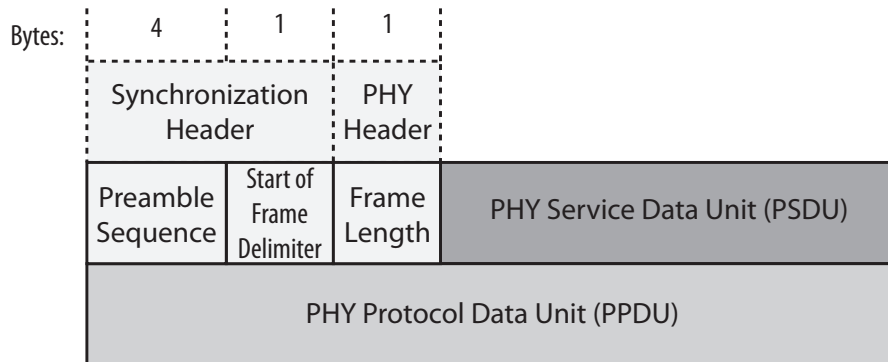 Bytes: 4 1 1
Synchronization
Header
PHY
Header
Preamble
Sequence
Start of
Frame
Delimiter
Frame
Length
PHY Service Data Unit (PSDU)
PHY Protocol Data Unit (PPDU)